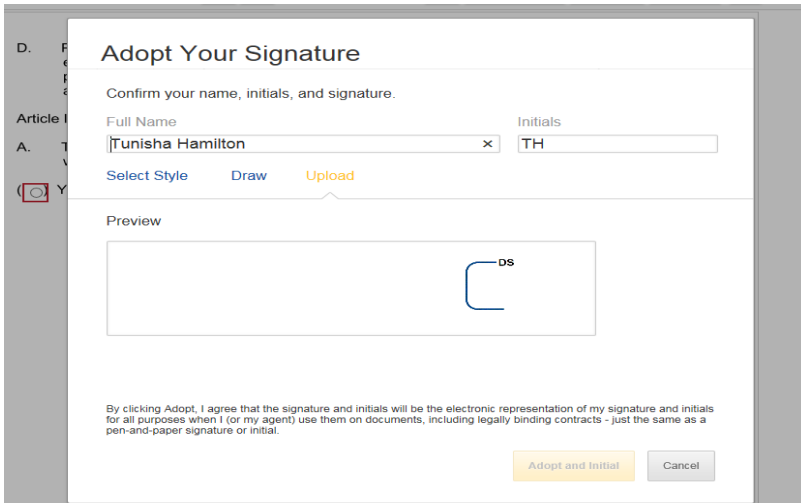 Adopt Your Signature
D.
Confirm your name, initials, and signature.
Article
Full Name Initials
A.
Tunisha Hamilton × TH
Select Style Draw Upload
( ) Y
Preview
DS
By clicking Adopt, I agree that the signature and initials will be the electronic representation of my signature and initials
for all purposes when I (or my agent) use them on documents, including legally binding contracts - just the same as a
pen-and-paper signature or initial.
Adopt and Initial Cancel